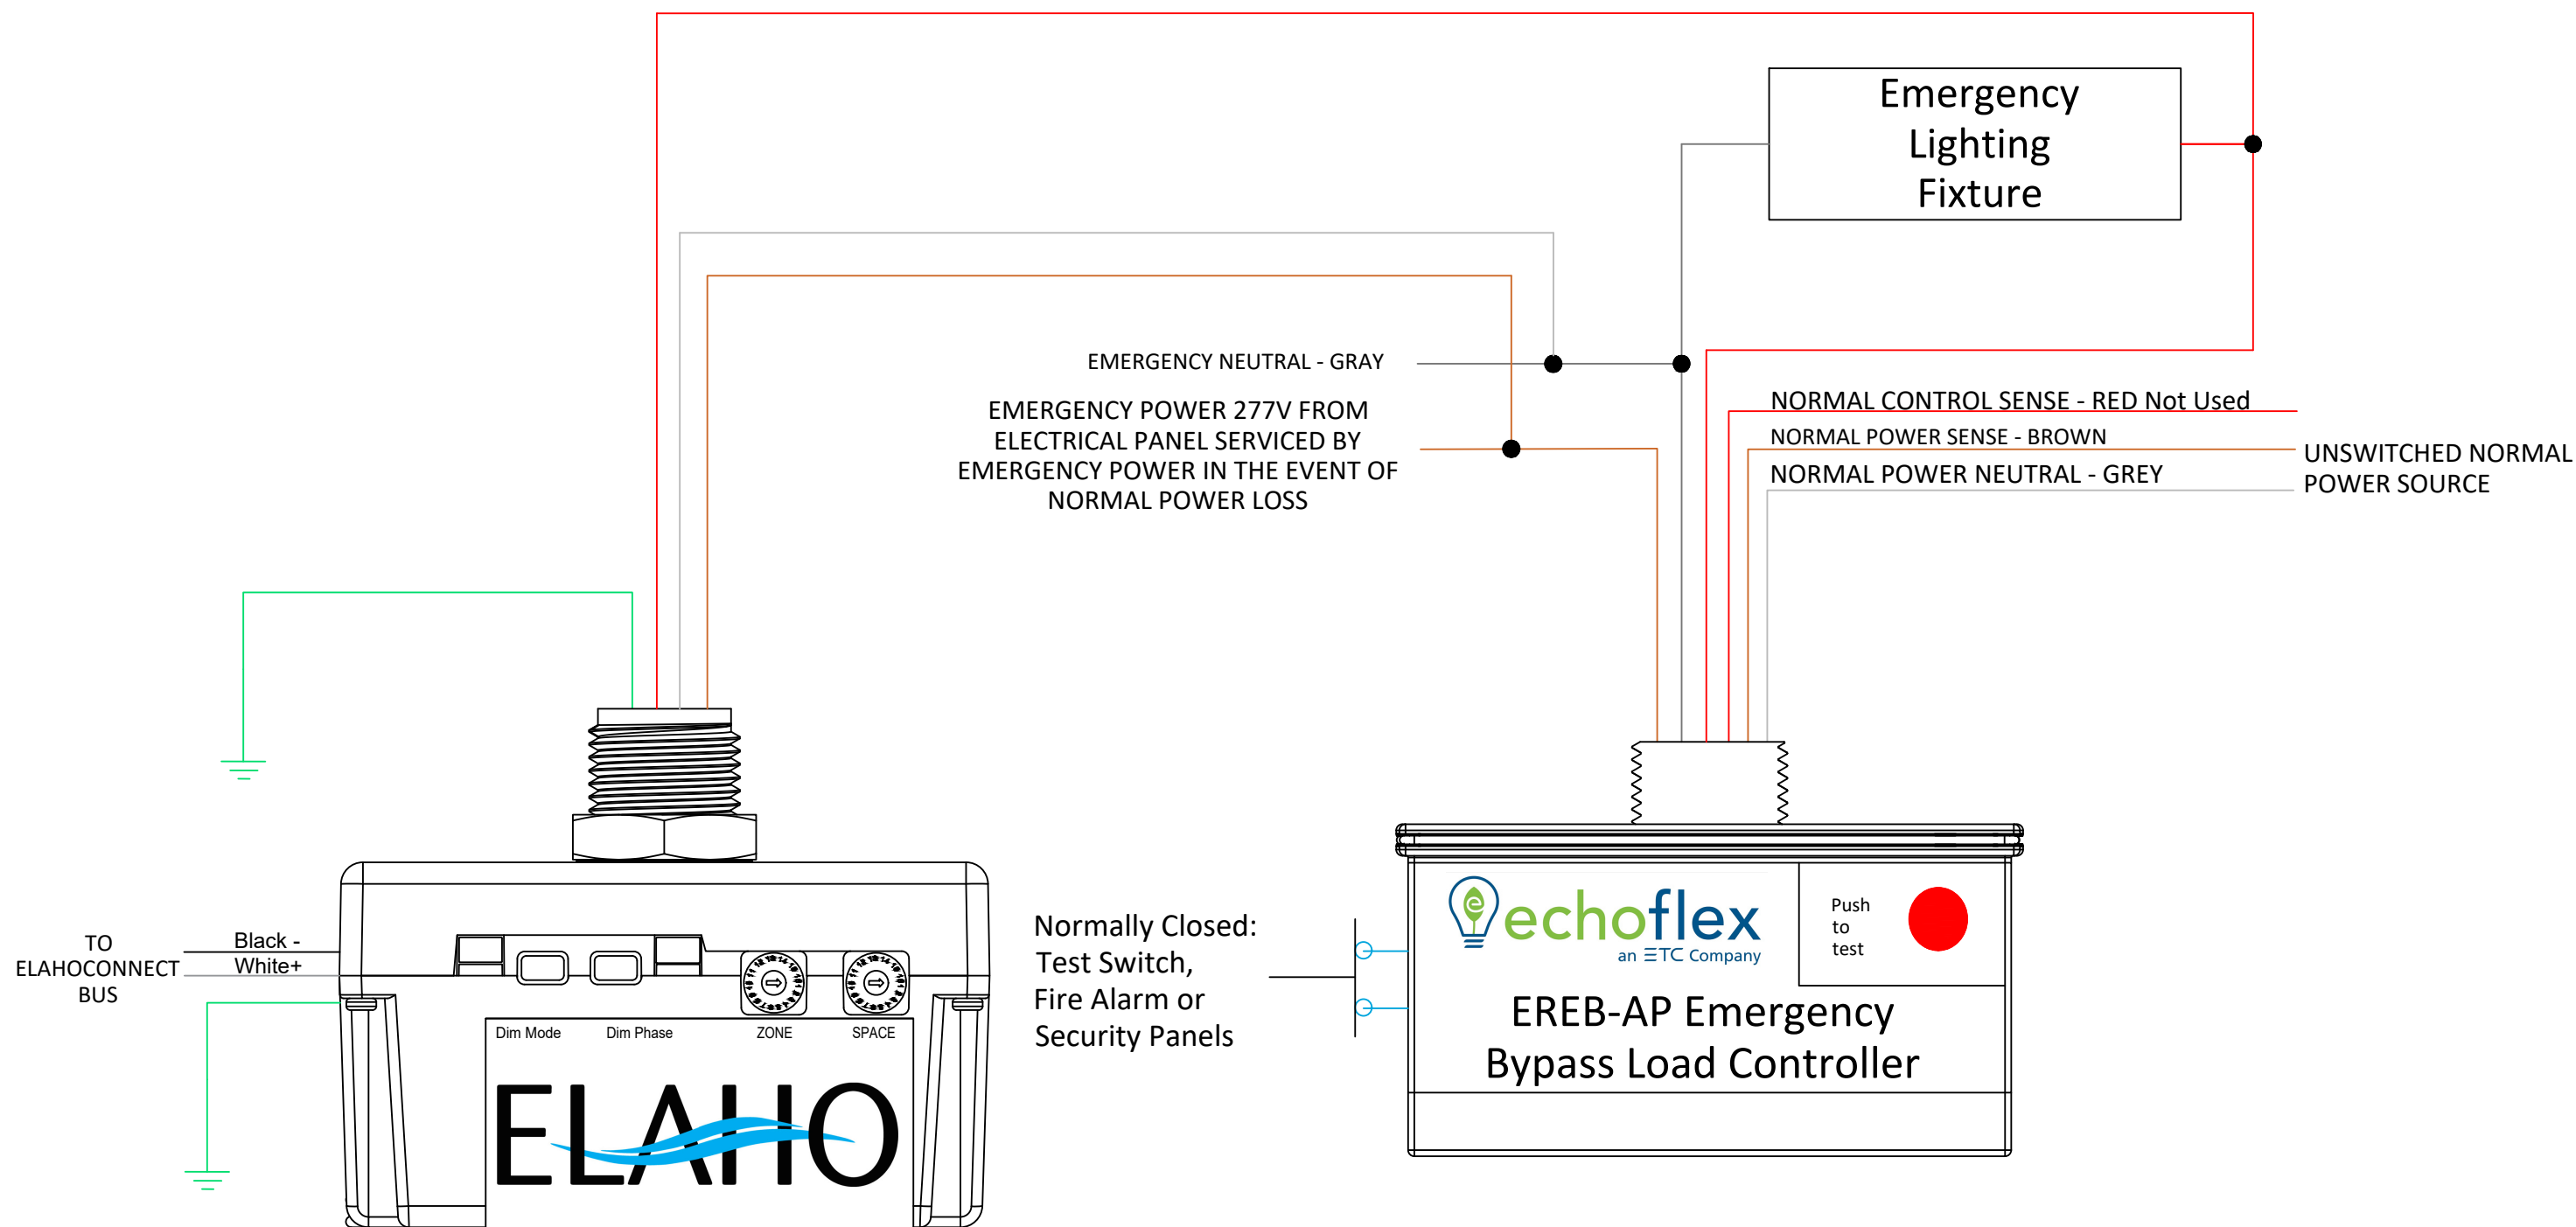 Emergency
Lighting
Fixture
EMERGENCY NEUTRAL - GRAY
EMERGENCY POWER 277V FROM
ELECTRICAL PANEL SERVICED BY
EMERGENCY POWER IN THE EVENT OF
NORMAL POWER LOSS
NORMAL CONTROL SENSE - RED Not Used
NORMAL POWER SENSE - BROWN
NORMAL POWER NEUTRAL - GREY
UNSWITCHED NORMAL
POWER SOURCE
TO
ELAHOCONNECT
BUS
Black -
White+
Dim Mode
Dim Phase
ZONE
SPACE
ELAHO
Normally Closed:
Test Switch,
Fire Alarm or
Security Panels
echoflex
an ETC Company
Push
to
test
EREB-AP Emergency
Bypass Load Controller